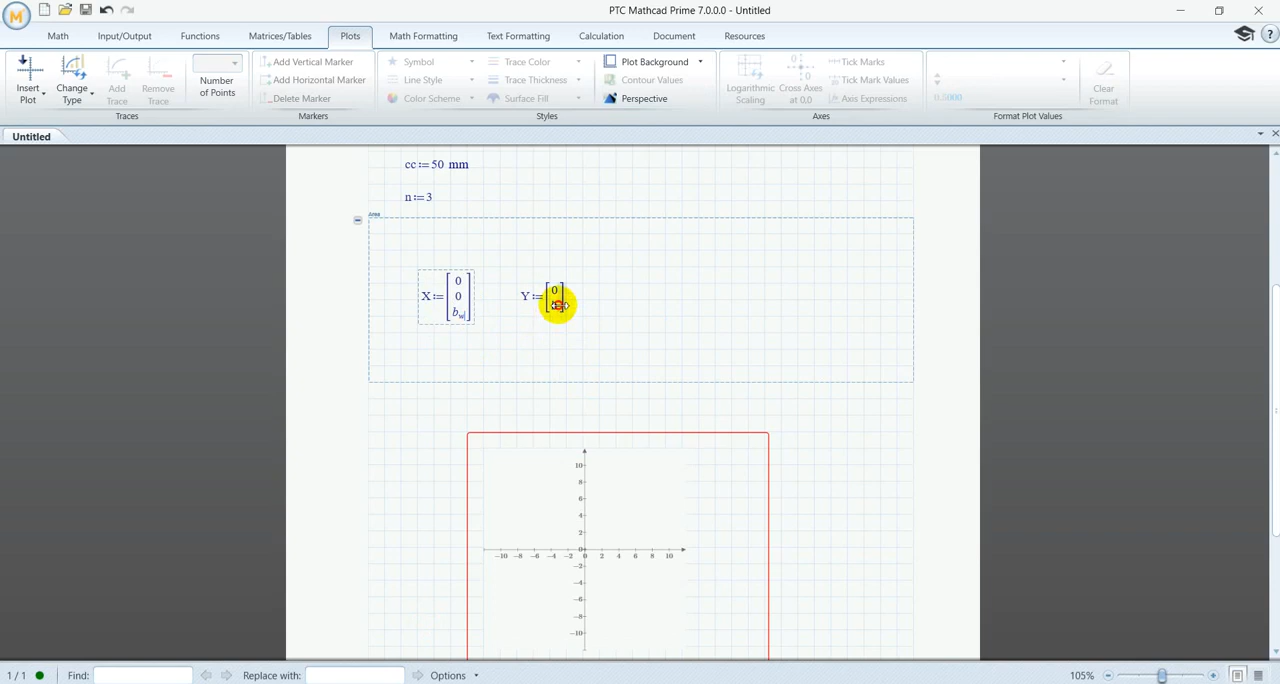 PTC Mathcad Prime 7.0.0.0 - Untitled
Math Input/Output Functions Matrices/Tables Plots Math Formatting Text Formatting Calculation Document Resources
Insert Plot
Change Type
Add Trace
Remove Trace
Number of Points
Traces
Add Vertical Marker
Add Horizontal Marker
Delete Marker
Markers
Symbol
Line Style
Color Scheme
Trace Color
Trace Thickness
Surface Fill
Plot Background
Contour Values
Perspective
Styles
Logarithmic Scaling
Cross Axes at 0,0
Tick Marks
Tick Mark Values
Axis Expressions
Axes
0.0000
Clear Format
Format Plot Values
Untitled
cc:=50 mm
n:=3
Area
X:=[0
0
bw]
Y:=[0
10
8
6
4
2
0
−10 −8 −6 −4 −2 0 2 4 6 8 10
−2
−4
−6
−8
−10
1 / 1 Find: Replace with: Options 105%